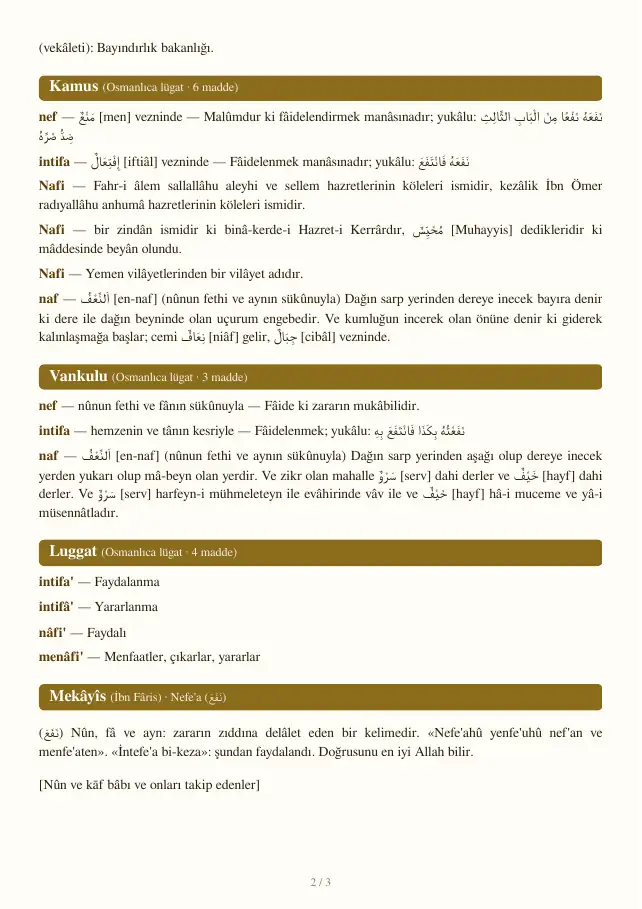 (vekâleti): Bayındırlık bakanlığı.
Kamus (Osmanlıca lügat · 6 madde)
nef — مَنْعٌ [men] vezninde — Malûmdur ki fâidelendirmek manâsınadır; yukâlu: نَفَعَهُ نَفْعًا مِنَ الْبَابِ الثَّالِثِ
ضِدُّ ضَرَّهُ
intifa — إِفْتِعَالٌ [iftiâl] vezninde — Fâidelenmek manâsınadır; yukâlu: نَفَعَهُ فَانْتَفَعَ
Nafi — Fahr-i âlem sallallâhu aleyhi ve sellem hazretlerinin köleleri ismidir, kezâlik İbn Ömer
radıyallâhu anhumâ hazretlerinin köleleri ismidir.
Nafi — bir zindân ismidir ki binâ-kerde-i Hazret-i Kerrârdır, مُخَيِّسٌ [Muhayyis] dedikleridir ki
mâddesinde beyân olundu.
Nafi — Yemen vilâyetlerinden bir vilâyet adıdır.
naf — اَلنَّعْفُ [en-naf] (nûnun fethi ve aynın sükûnuyla) Dağın sarp yerinden dereye inecek bayıra denir
ki dere ile dağın beyninde olan uçurum engebedir. Ve kumluğun incerek olan önüne denir ki giderek
kalınlaşmağa başlar; cemi نِعَافٌ [niâf] gelir, جِبَالٌ [cibâl] vezninde.
Vankulu (Osmanlıca lügat · 3 madde)
nef — nûnun fethi ve fânın sükûnuyla — Fâide ki zararın mukâbilidir.
intifa — hemzenin ve tânın kesriyle — Fâidelenmek; yukâlu: نَفَعْتُهُ بِكَذَا فَانْتَفَعَ بِهِ
naf — اَلنَّعْفُ [en-naf] (nûnun fethi ve aynın sükûnuyla) Dağın sarp yerinden aşağı olup dereye inecek
yerden yukarı olup mâ-beyn olan yerdir. Ve zikr olan mahalle سَرْوٌ [serv] dahi derler ve خَيْفٌ [hayf] dahi
derler. Ve سَرْوٌ [serv] harfeyn-i mühmeleteyn ile evâhirinde vâv ile ve خَيْفٌ [hayf] hâ-i muceme ve yâ-i
müsennâtladır.
Luggat (Osmanlıca lügat · 4 madde)
intifa' — Faydalanma
intifâ' — Yararlanma
nâfi' — Faydalı
menâfi' — Menfaatler, çıkarlar, yararlar
Mekâyîs (İbn Fâris) · Nefe'a (نَفَعَ)
(نَفَعَ) Nûn, fâ ve ayn: zararın zıddına delâlet eden bir kelimedir. «Nefe'ahû yenfe'uhû nef'an ve
menfe'aten». «İntefe'a bi-keza»: şundan faydalandı. Doğrusunu en iyi Allah bilir.
[Nûn ve kāf bâbı ve onları takip edenler]
2 / 3